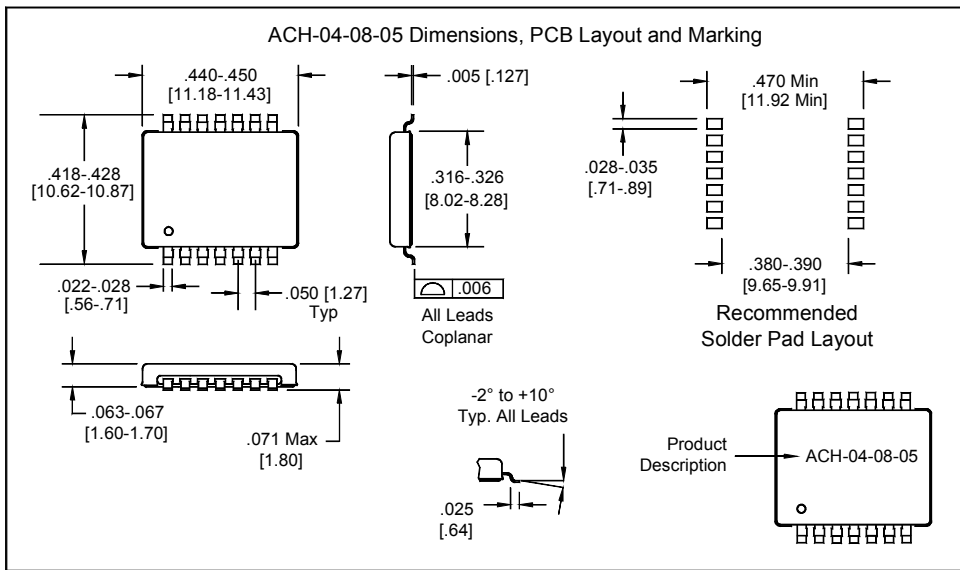 ACH-04-08-05 Dimensions, PCB Layout and Marking
.440-.450
[11.18-11.43]
.005 [.127]
.470 Min
[11.92 Min]
.418-.428
[10.62-10.87]
.316-.326
[8.02-8.28]
.028-.035
[.71-.89]
.022-.028
[.56-.71]
.050 [1.27]
Typ
.006
All Leads
Coplanar
.380-.390
[9.65-9.91]
Recommended
Solder Pad Layout
.063-.067
[1.60-1.70]
.071 Max
[1.80]
-2° to +10°
Typ. All Leads
.025
[.64]
Product
Description
ACH-04-08-05